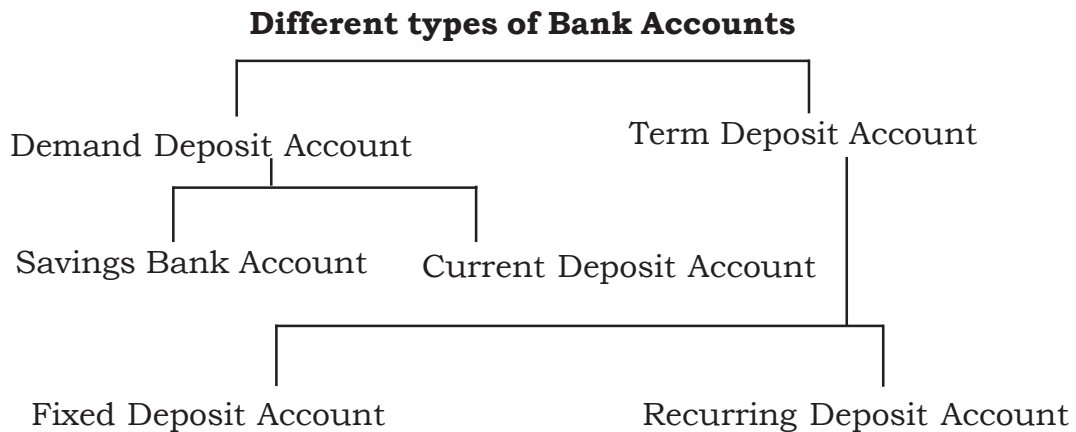 Different types of Bank Accounts
Demand Deposit Account
Term Deposit Account
Savings Bank Account
Current Deposit Account
Fixed Deposit Account
Recurring Deposit Account